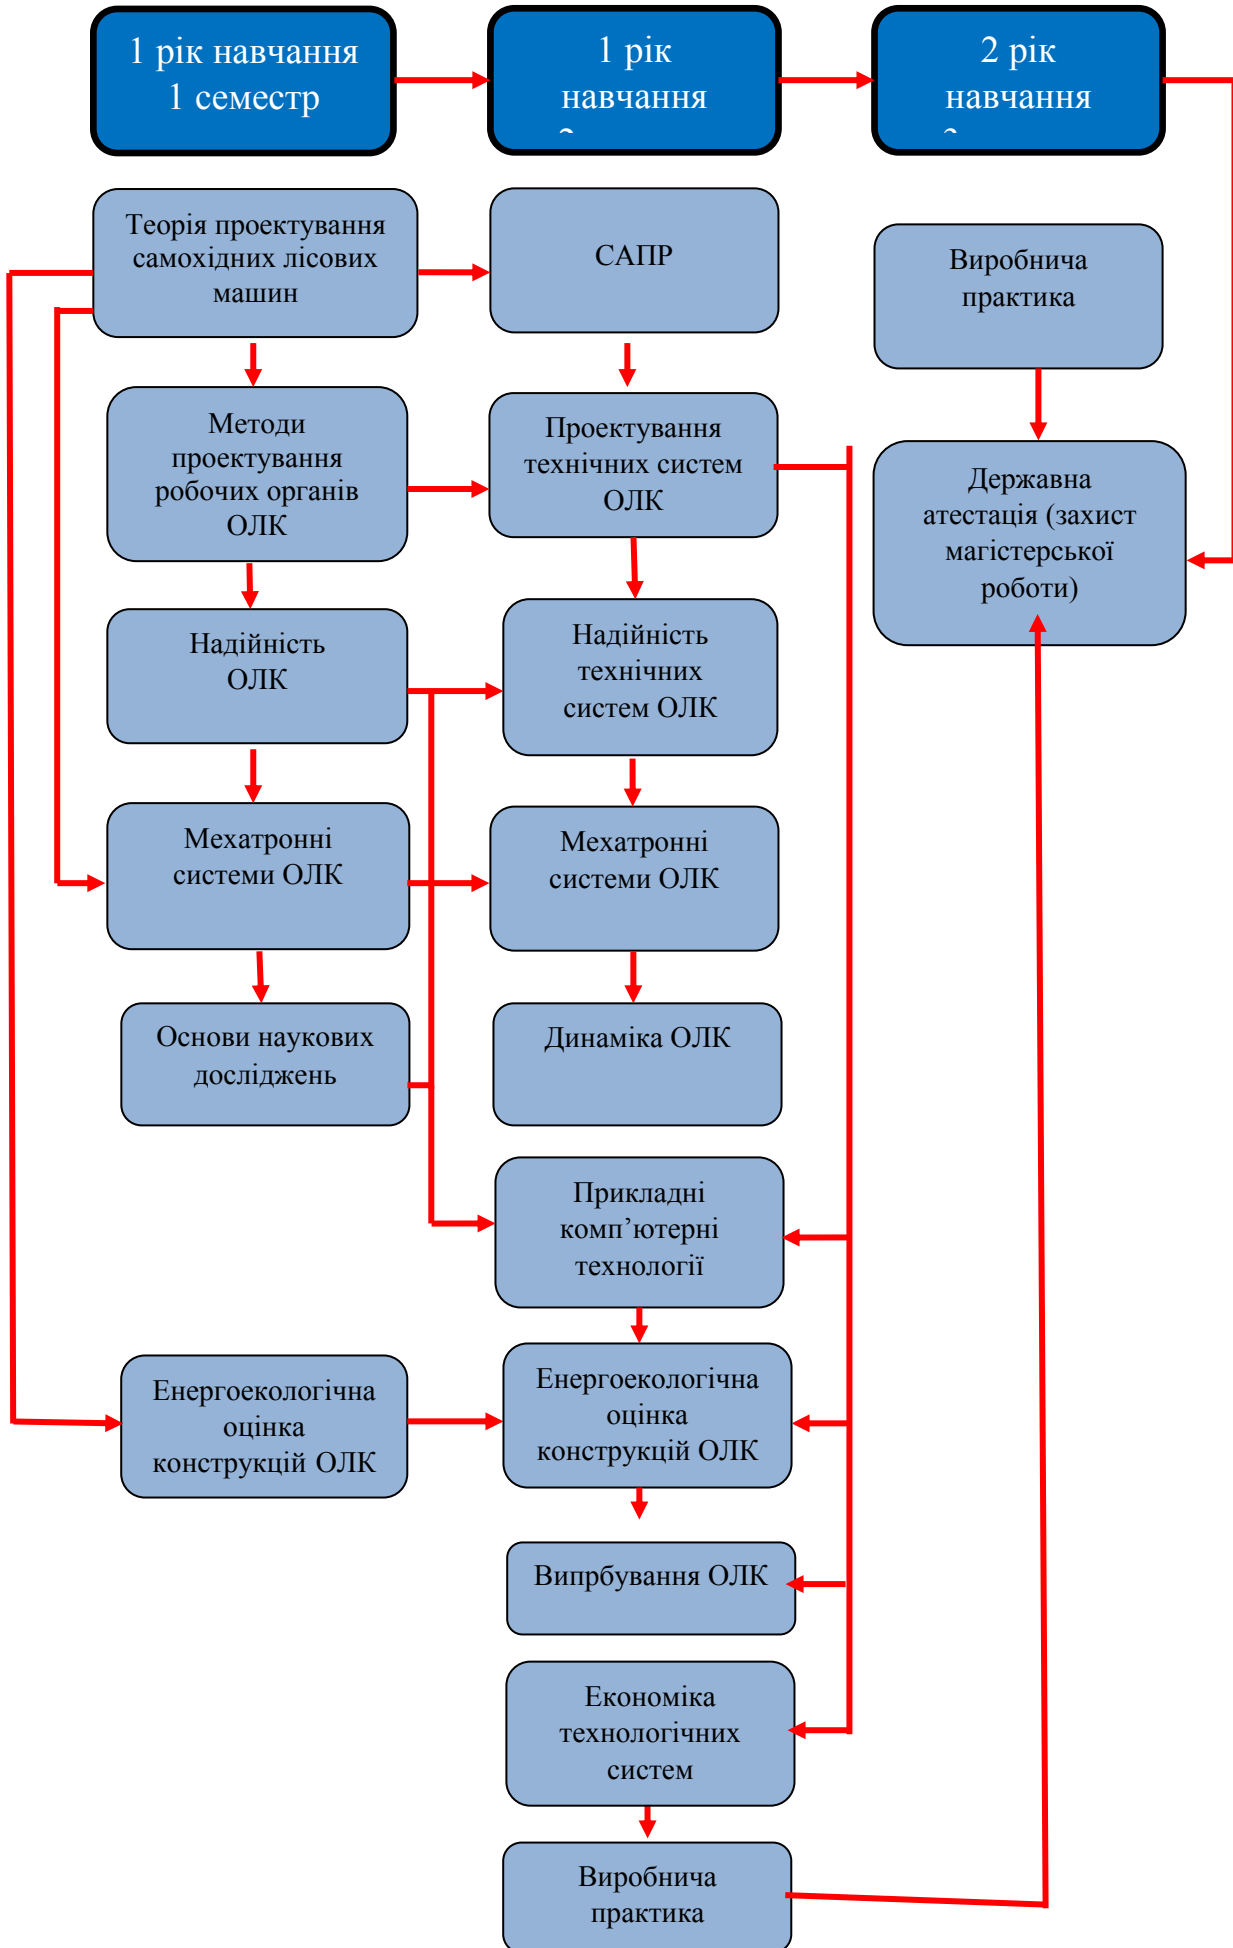 1 рік навчання
1 семестр
1 рік
навчання
2 рік
навчання
Теорія проектування
самохідних лісових
машин
САПР
Виробнича
практика
Методи
проектування
робочих органів
ОЛК
Проектування
технічних систем
ОЛК
Державна
атестація (захист
магістерської
роботи)
Надійність
ОЛК
Надійність
технічних
систем ОЛК
Мехатронні
системи ОЛК
Мехатронні
системи ОЛК
Основи наукових
досліджень
Динаміка ОЛК
Прикладні
комп’ютерні
технології
Енергоекологічна
оцінка
конструкцій ОЛК
Енергоекологічна
оцінка
конструкцій ОЛК
Випрбування ОЛК
Економіка
технологічних
систем
Виробнича
практика